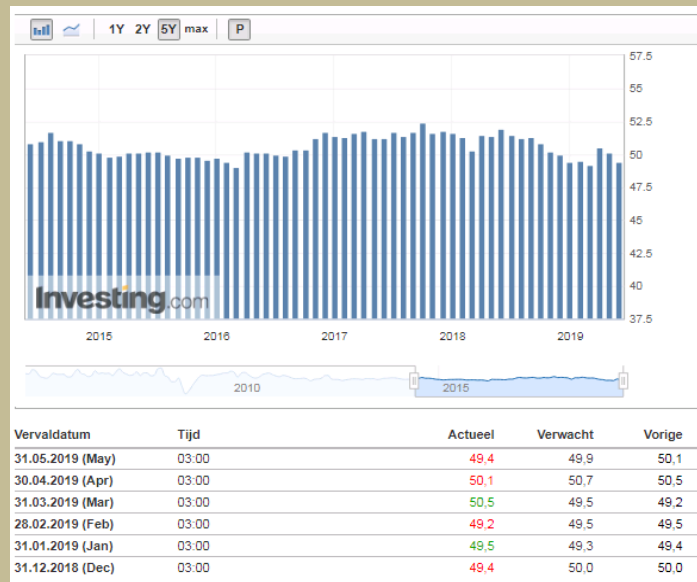 1Y 2Y 5Y max P
57.5
55
52.5
50
47.5
45
42.5
40
37.5
Investing.com
2015 2016 2017 2018 2019
2010 2015
Vervaldatum Tijd Actueel Verwacht Vorige
31.05.2019 (May) 03:00 49,4 49,9 50,1
30.04.2019 (Apr) 03:00 50,1 50,7 50,5
31.03.2019 (Mar) 03:00 50,5 49,5 49,2
28.02.2019 (Feb) 03:00 49,2 49,5 49,5
31.01.2019 (Jan) 03:00 49,5 49,3 49,4
31.12.2018 (Dec) 03:00 49,4 50,0 50,0